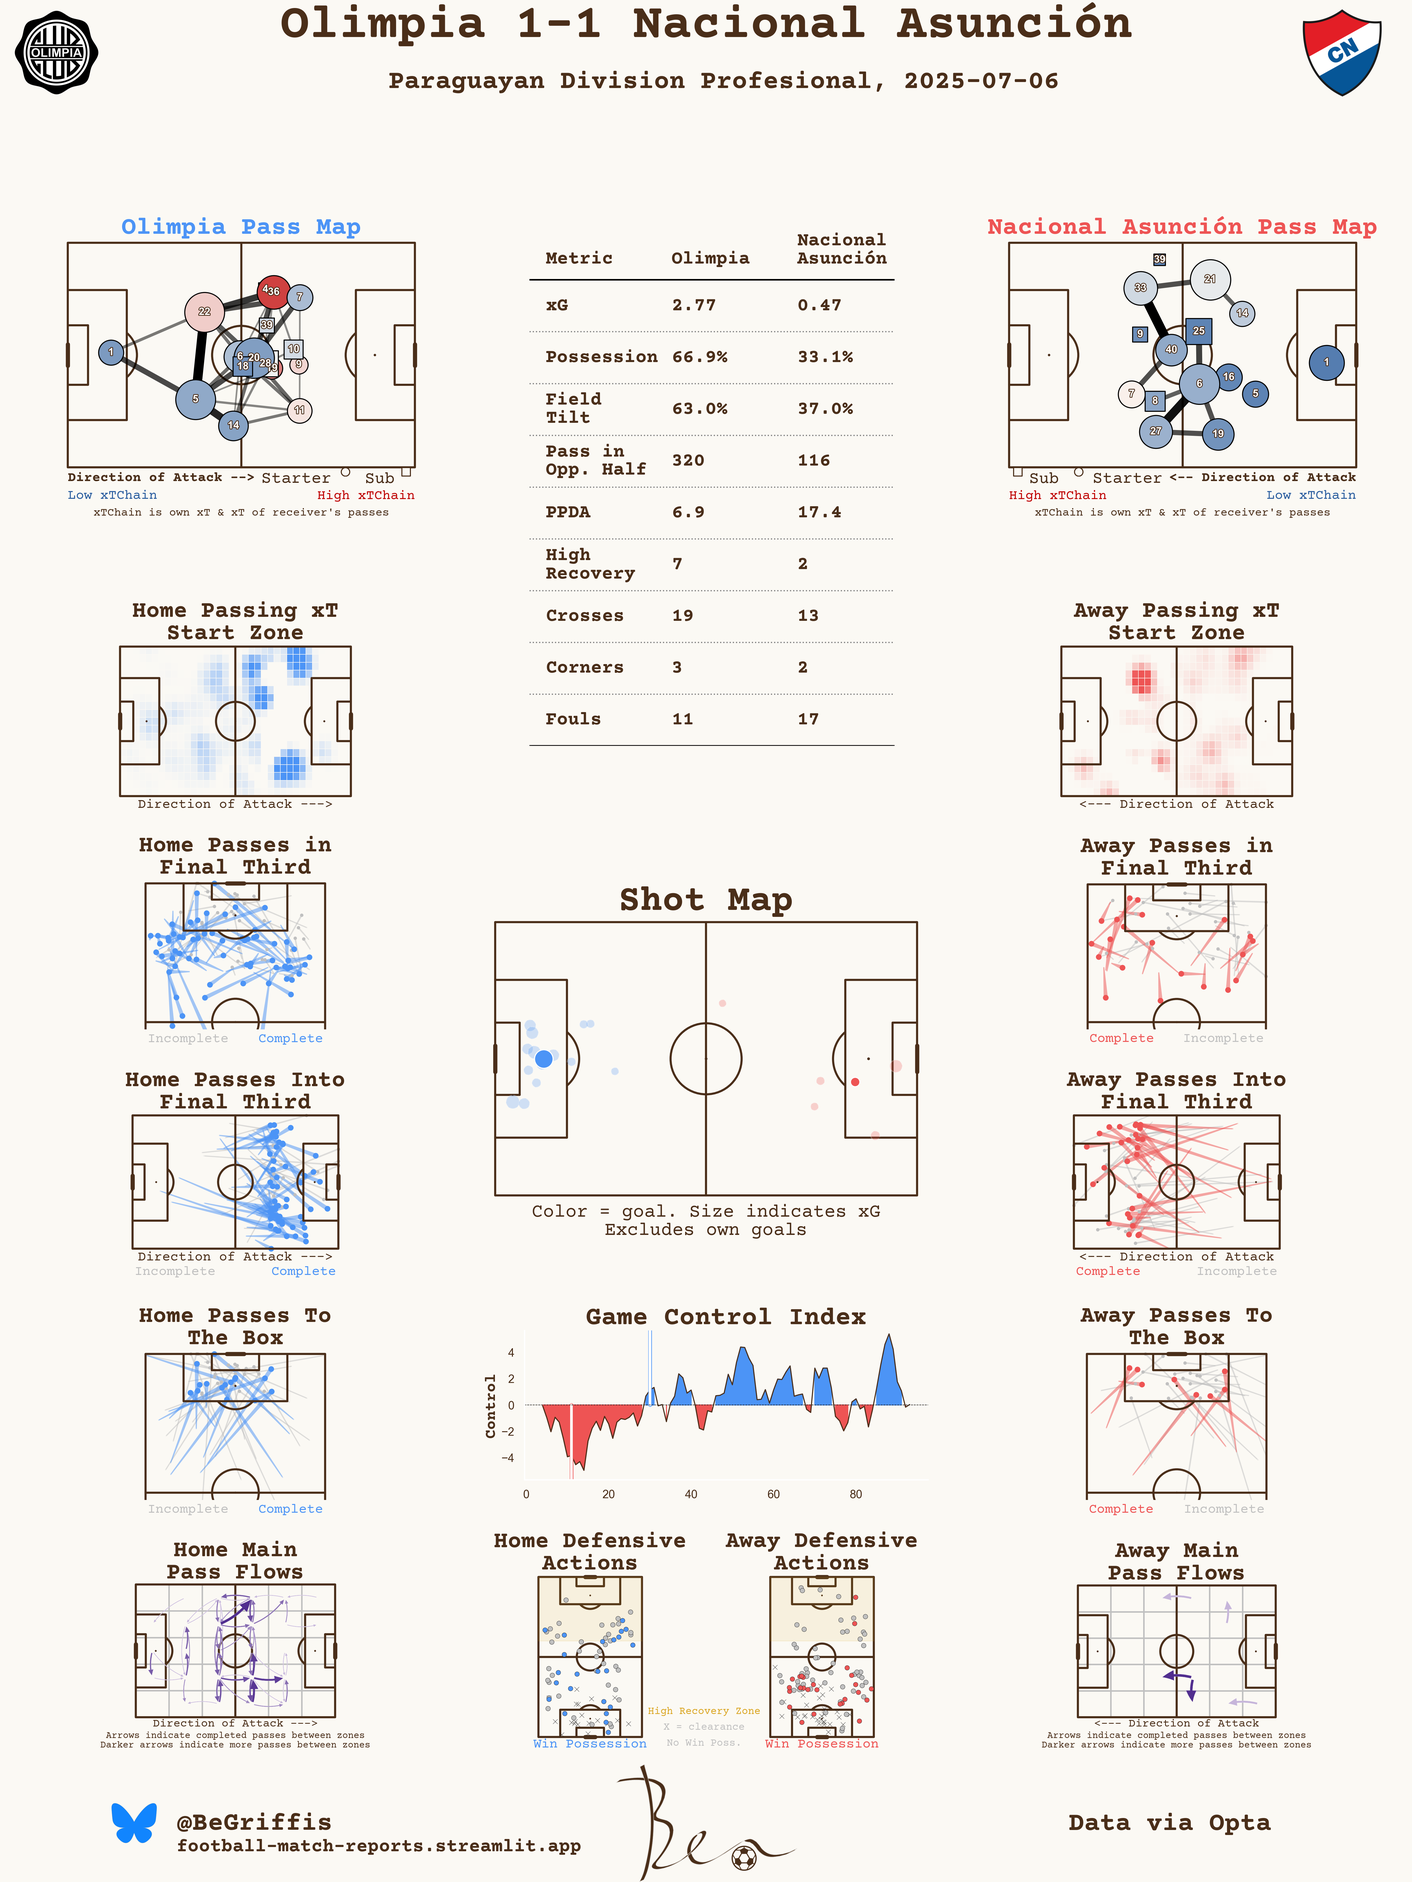 Olimpia 1-1 Nacional Asunción
Paraguayan Division Profesional, 2025-07-06
OLIMPIA
CN
Olimpia Pass Map
1
22
5
14
36
7
39
6
20
28
18
10
9
11
Direction of Attack --> Starter Sub
Low xTChain High xTChain
xTChain is own xT & xT of receiver's passes
Metric Olimpia Nacional Asunción
xG 2.77 0.47
Possession 66.9% 33.1%
Field Tilt 63.0% 37.0%
Pass in Opp. Half 320 116
PPDA 6.9 17.4
High Recovery 7 2
Crosses 19 13
Corners 3 2
Fouls 11 17
Nacional Asunción Pass Map
39
33
21
14
9
25
40
1
7
8
6
16
5
27
19
Sub Starter <-- Direction of Attack
High xTChain Low xTChain
xTChain is own xT & xT of receiver's passes
Home Passing xT
Start Zone
Direction of Attack --->
Away Passing xT
Start Zone
<--- Direction of Attack
Home Passes in
Final Third
Incomplete Complete
Away Passes in
Final Third
Complete Incomplete
Shot Map
Color = goal. Size indicates xG
Excludes own goals
Home Passes Into
Final Third
Direction of Attack --->
Incomplete Complete
Away Passes Into
Final Third
<--- Direction of Attack
Complete Incomplete
Home Passes To
The Box
Incomplete Complete
Game Control Index
Control
4
2
0
−2
−4
0 20 40 60 80
Away Passes To
The Box
Complete Incomplete
Home Main
Pass Flows
Direction of Attack --->
Arrows indicate completed passes between zones
Darker arrows indicate more passes between zones
Home Defensive
Actions
Win Possession
High Recovery Zone
X = clearance
No Win Poss.
Away Defensive
Actions
Win Possession
Away Main
Pass Flows
<--- Direction of Attack
Arrows indicate completed passes between zones
Darker arrows indicate more passes between zones
@BeGriffis
football-match-reports.streamlit.app
Ben
Data via Opta